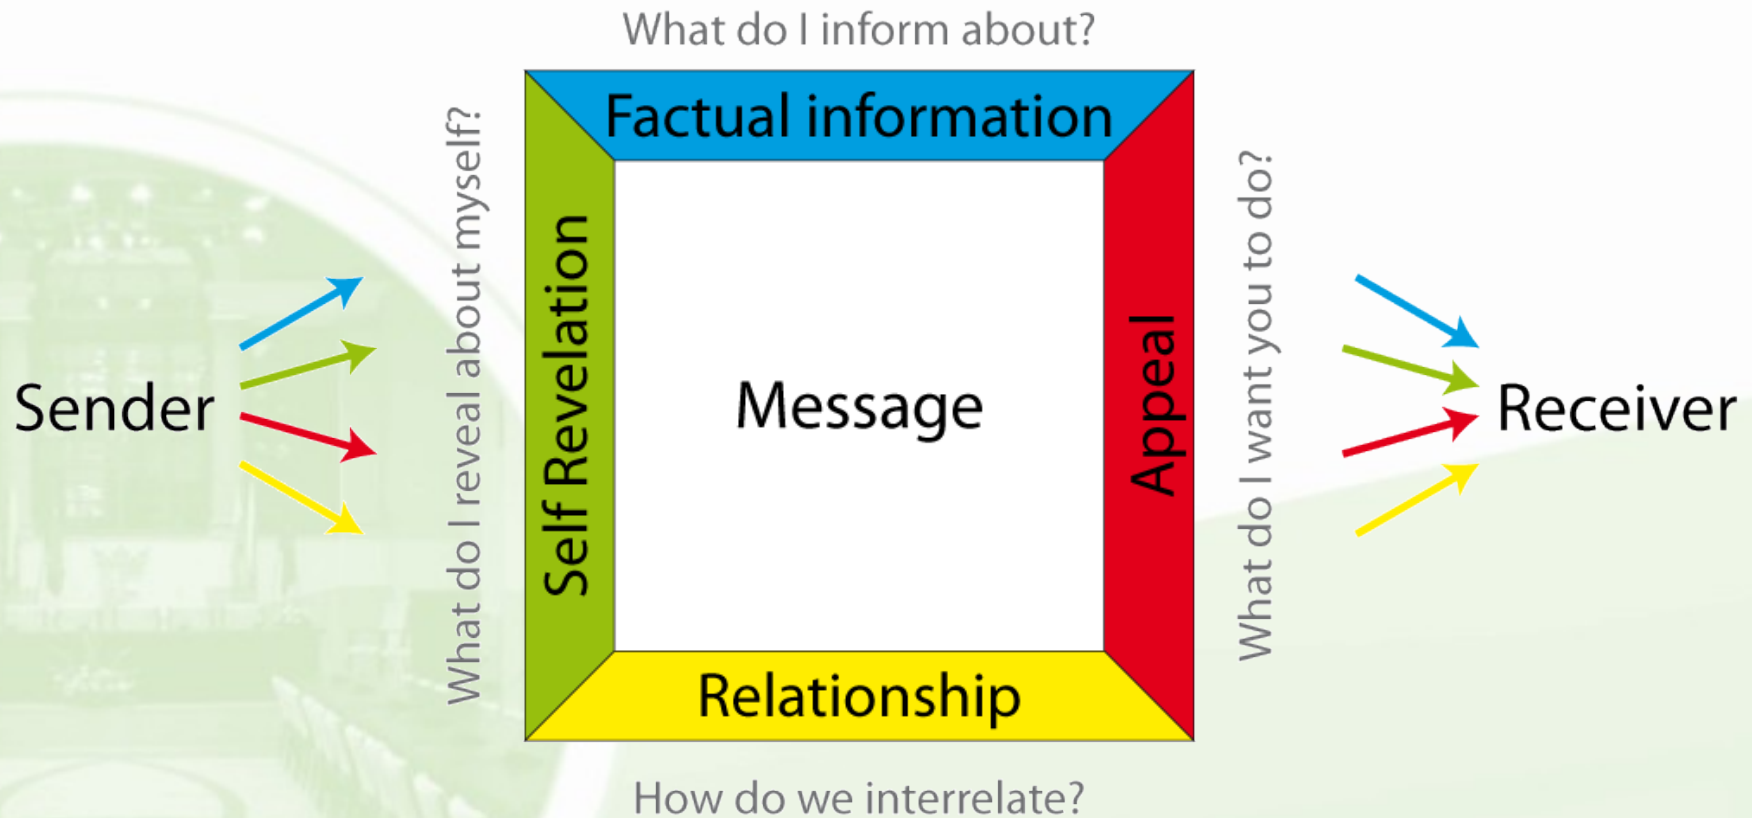 What do I inform about?
Factual information
What do I reveal about myself?
Self Revelation
Sender
Message
Appeal
What do I want you to do?
Receiver
Relationship
How do we interrelate?